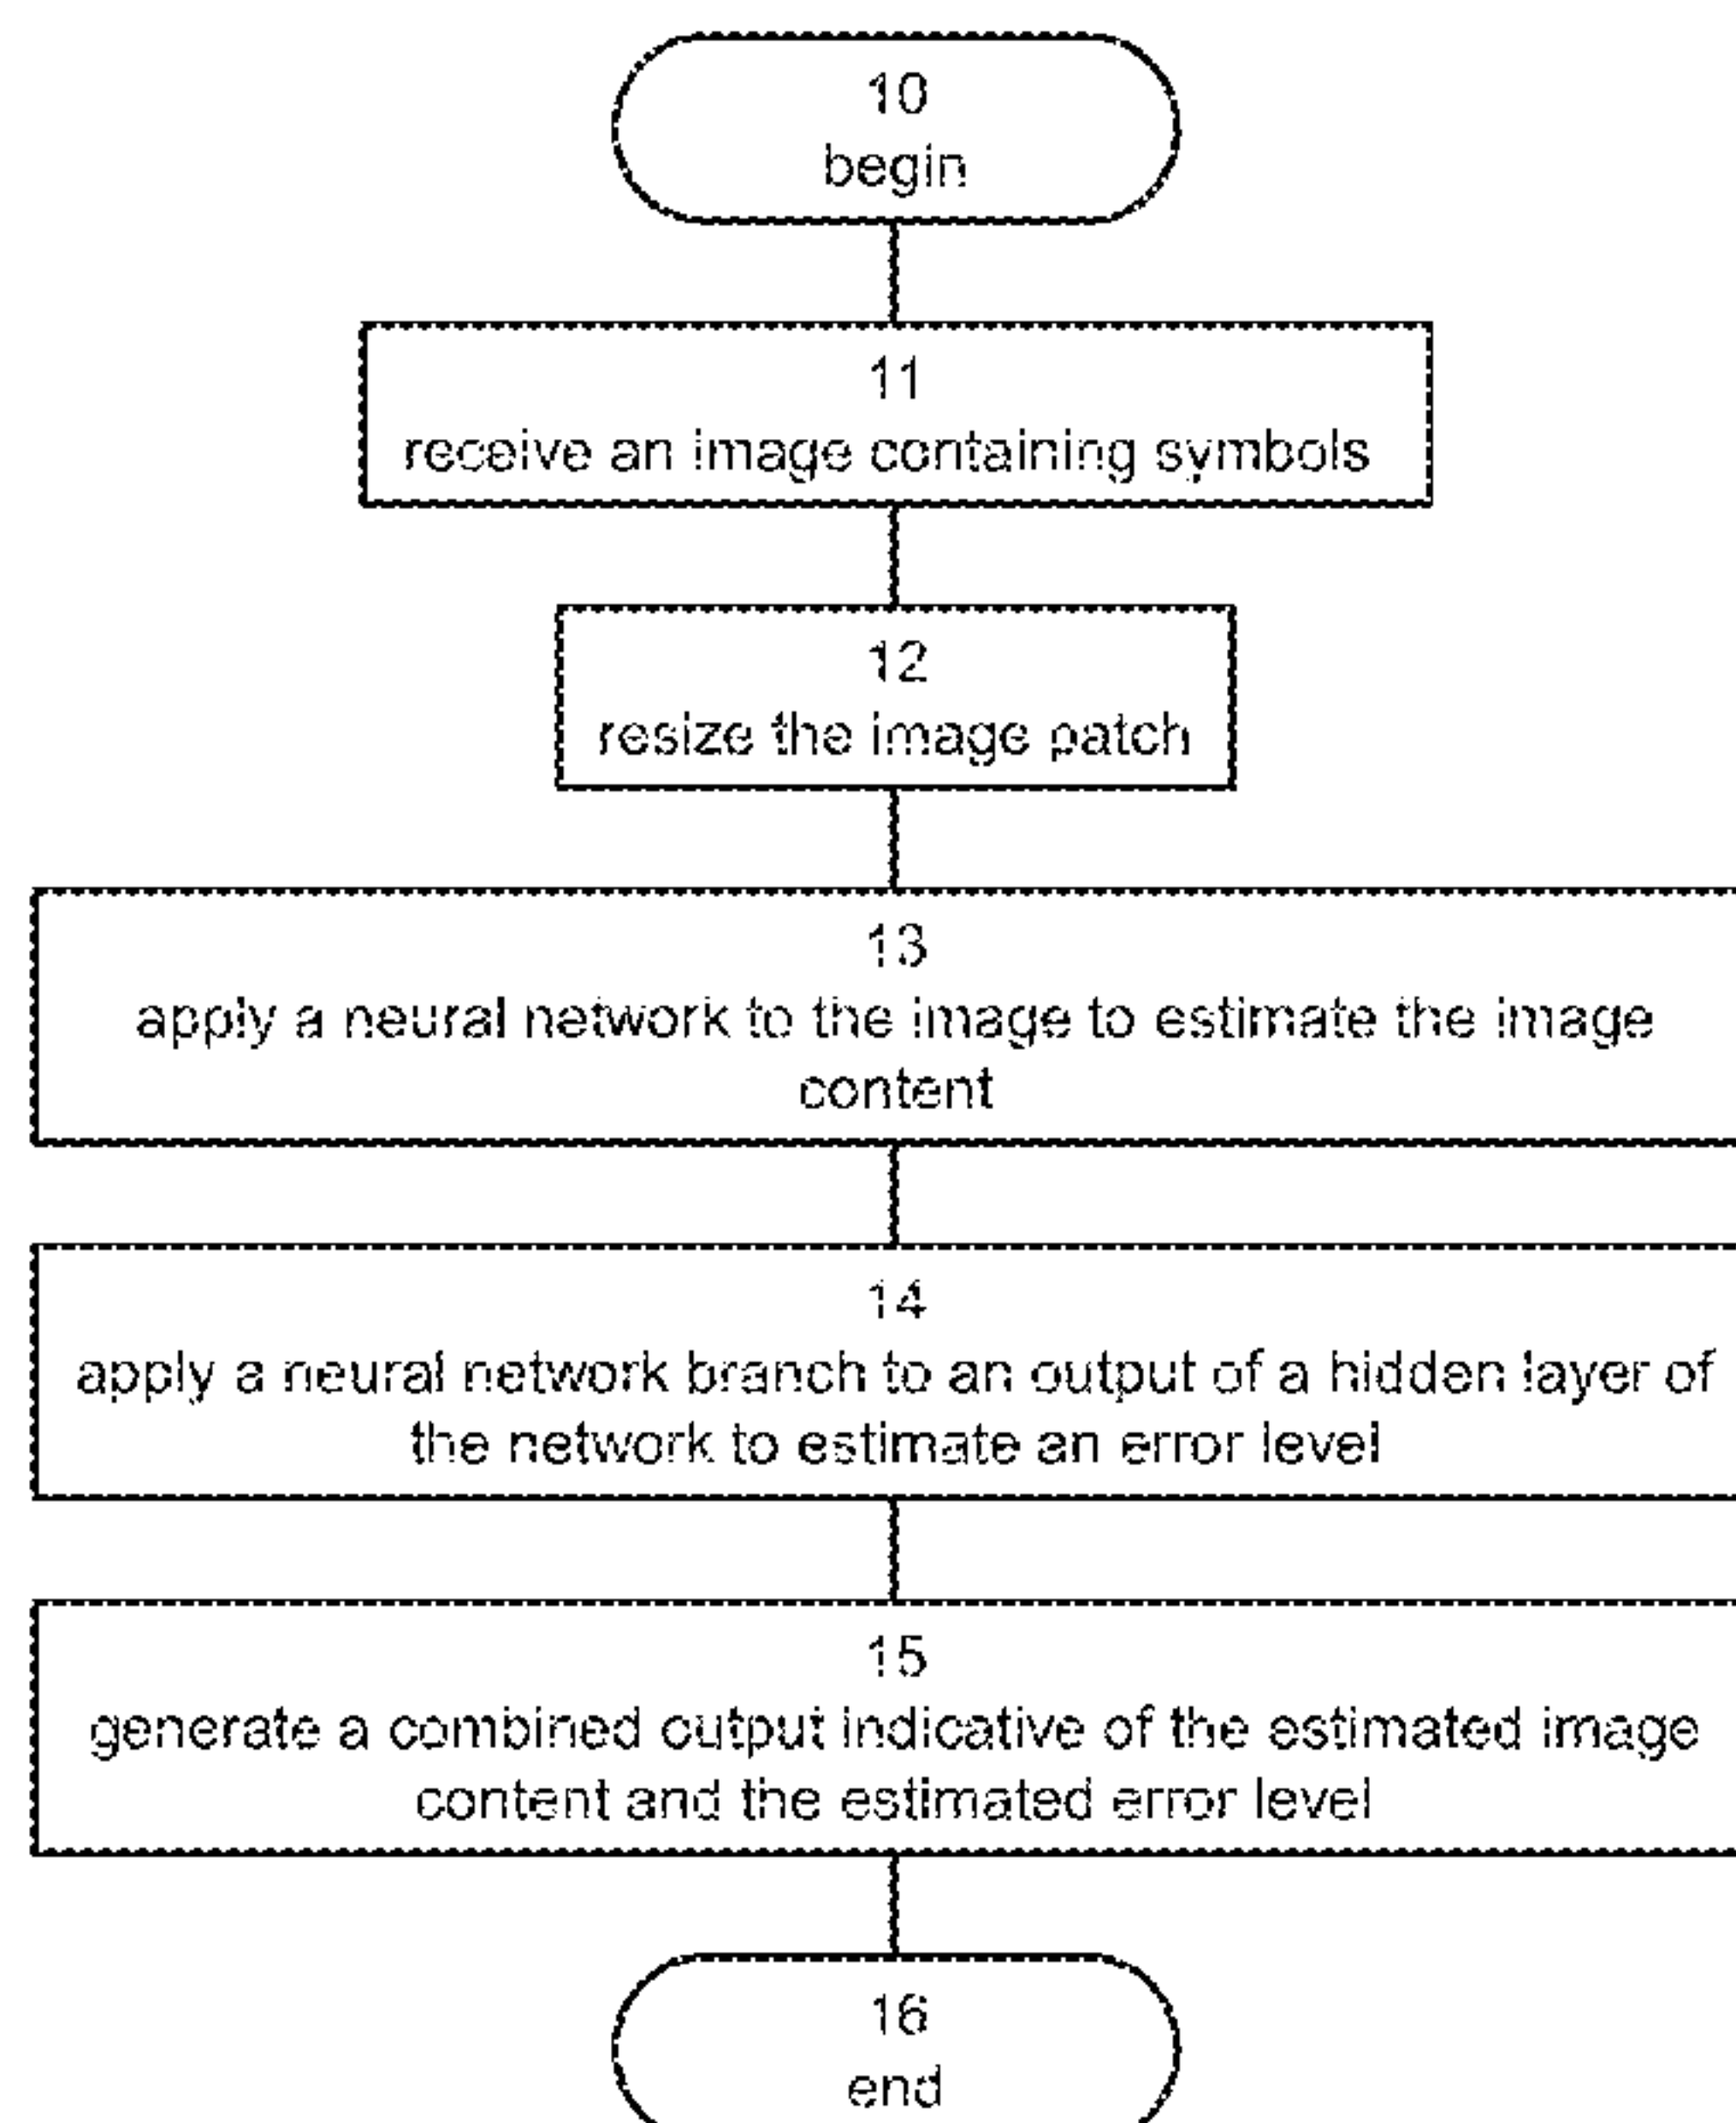 10
begin
11
receive an image containing symbols
12
resize the image patch
13
apply a neural network to the image to estimate the image
content
14
apply a neural network branch to an output of a hidden layer of
the network to estimate an error level
15
generate a combined output indicative of the estimated image
content and the estimated error level
16
end